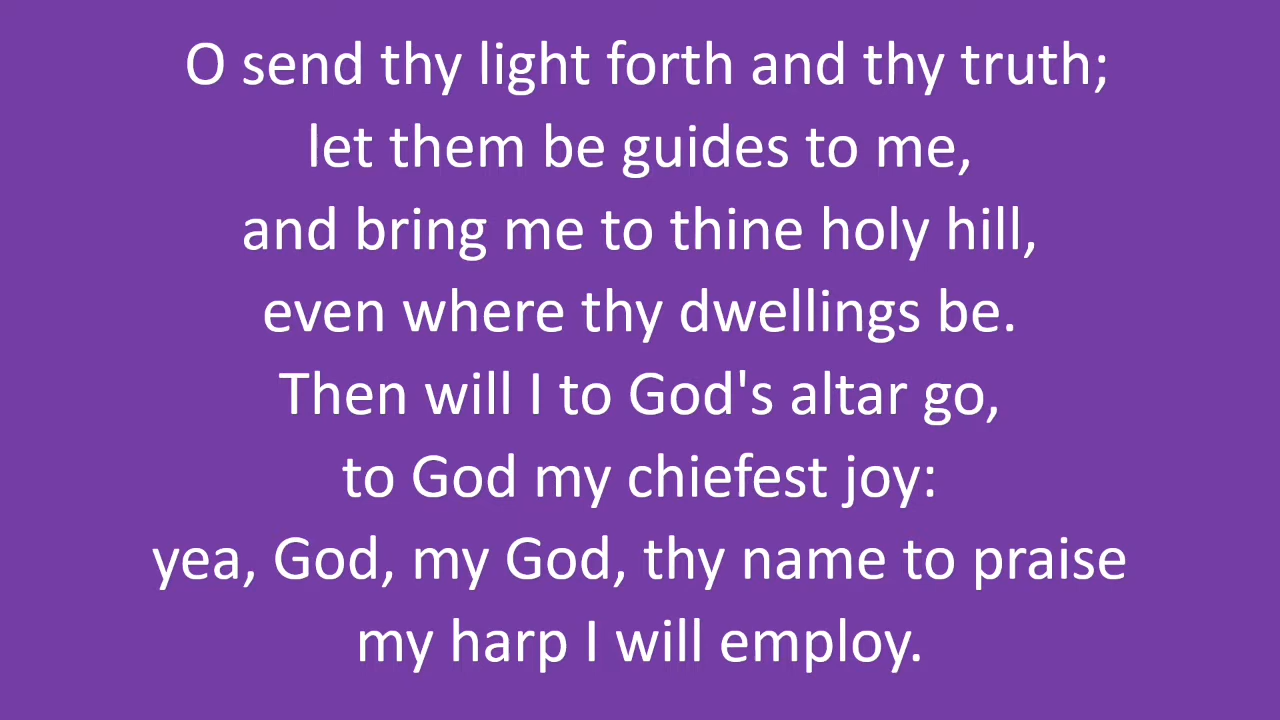 O send thy light forth and thy truth;
let them be guides to me,
and bring me to thine holy hill,
even where thy dwellings be.
Then will I to God's altar go,
to God my chiefest joy:
yea, God, my God, thy name to praise
my harp I will employ.